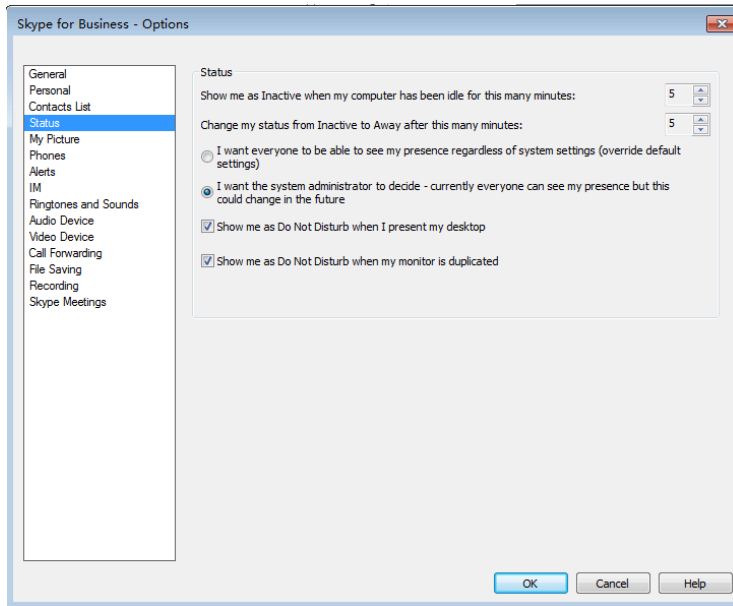 Skype for Business - Options
General
Personal
Contacts List
Status
My Picture
Phones
Alerts
IM
Ringtones and Sounds
Audio Device
Video Device
Call Forwarding
File Saving
Recording
Skype Meetings
Status
Show me as Inactive when my computer has been idle for this many minutes: 5
Change my status from Inactive to Away after this many minutes: 5
I want everyone to be able to see my presence regardless of system settings (override default
settings)
I want the system administrator to decide - currently everyone can see my presence but this
could change in the future
Show me as Do Not Disturb when I present my desktop
Show me as Do Not Disturb when my monitor is duplicated
OK Cancel Help